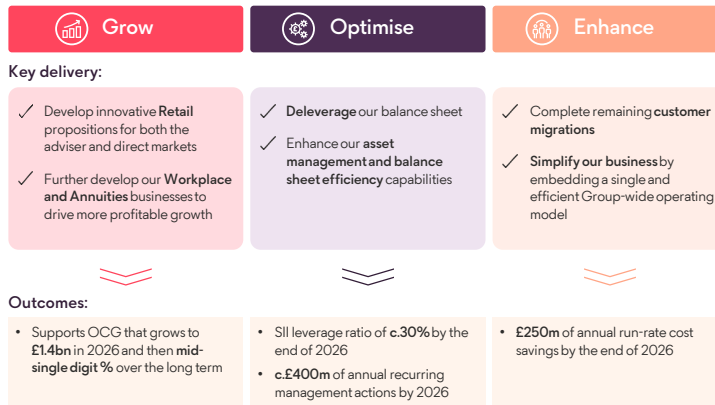 Grow
Optimise
Enhance
Key delivery:
Develop innovative Retail
propositions for both the
adviser and direct markets
Further develop our Workplace
and Annuities businesses to
drive more profitable growth
Deleverage our balance sheet
Enhance our asset
management and balance
sheet efficiency capabilities
Complete remaining customer
migrations
Simplify our business by
embedding a single and
efficient Group-wide operating
model
Outcomes:
• Supports OCG that grows to
£1.4bn in 2026 and then mid-
single digit % over the long term
• SII leverage ratio of c.30% by the
end of 2026
• c.£400m of annual recurring
management actions by 2026
• £250m of annual run-rate cost
savings by the end of 2026